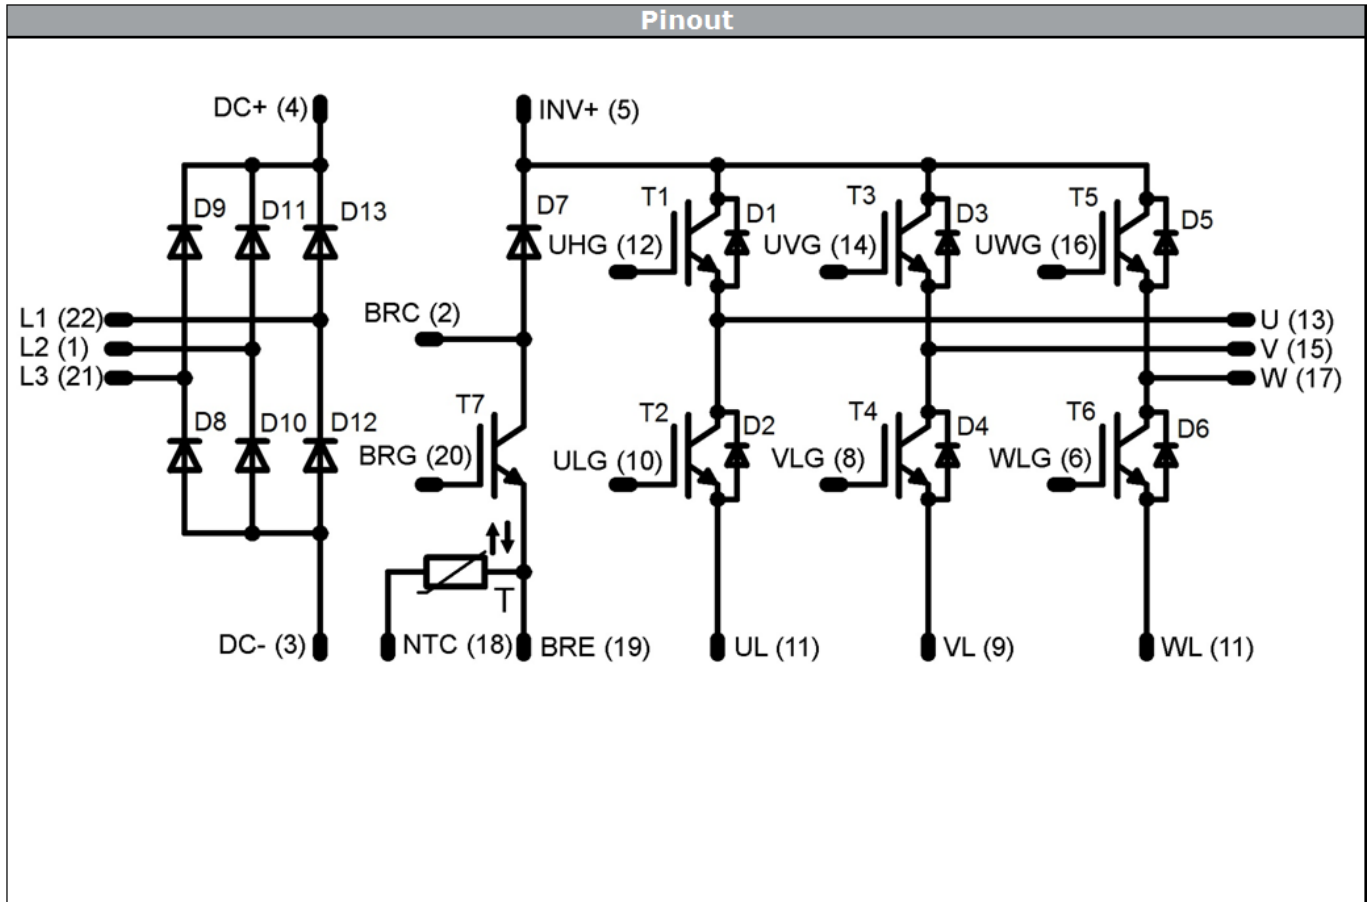 Pinout
DC+ (4)
INV+ (5)
D9
D11
D13
D7
T1
D1
T3
D3
T5
D5
UHG (12)
UVG (14)
UWG (16)
L1 (22)
L2 (1)
L3 (21)
BRC (2)
U (13)
V (15)
W (17)
D8
D10
D12
T7
T2
D2
T4
D4
T6
D6
BRG (20)
ULG (10)
VLG (8)
WLG (6)
T
DC- (3)
NTC (18)
BRE (19)
UL (11)
VL (9)
WL (11)